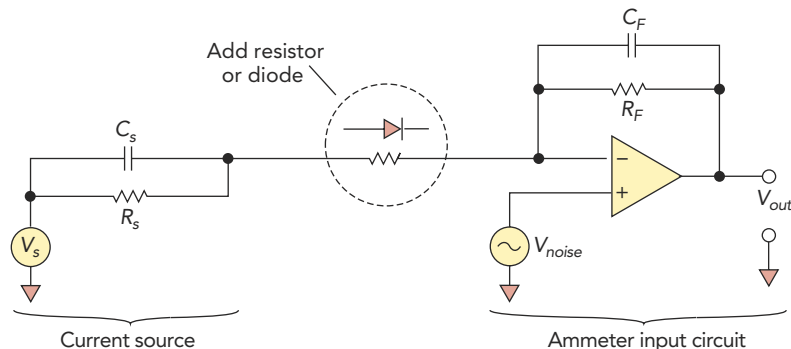 Add resistor
or diode
C_F
R_F
C_s
R_s
V_s
−
+
V_noise
V_out
Current source
Ammeter input circuit